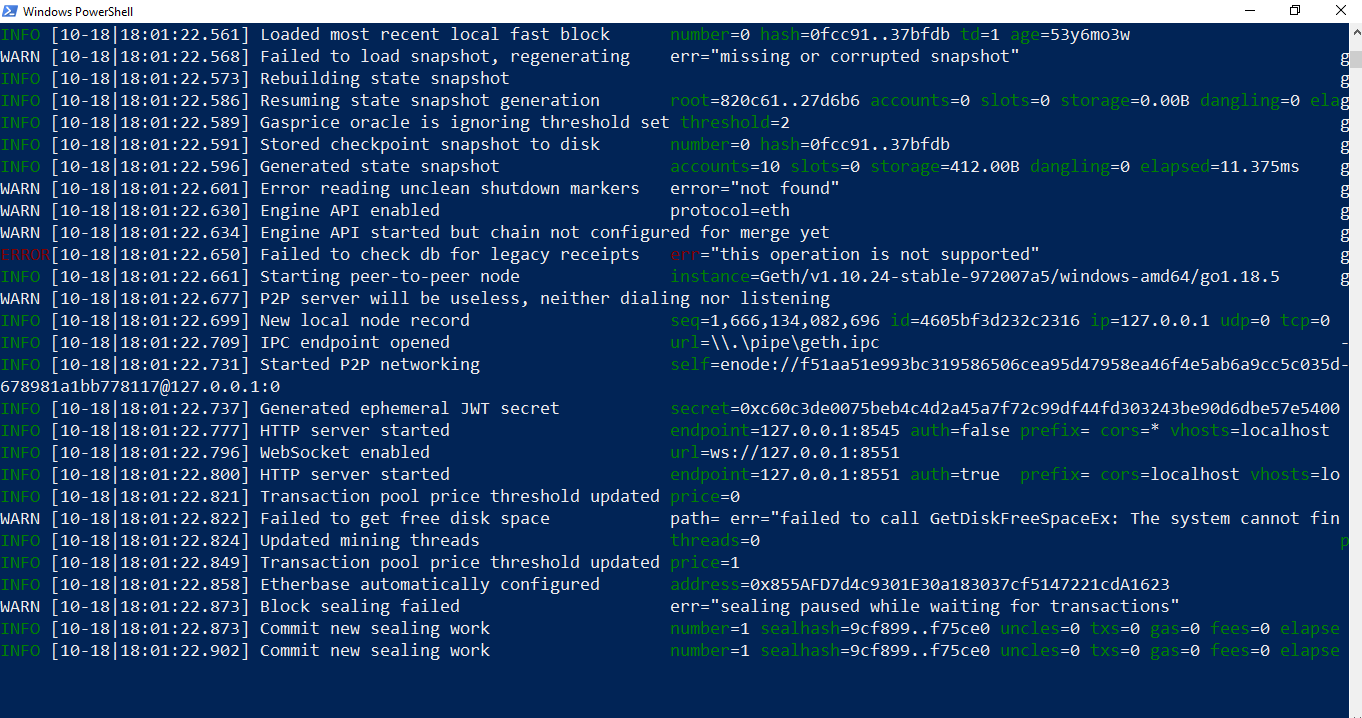 Windows PowerShell
INFO [10-18|18:01:22.561] Loaded most recent local fast block number=0 hash=0fcc91..37bfdb td=1 age=53y6mo3w
WARN [10-18|18:01:22.568] Failed to load snapshot, regenerating err="missing or corrupted snapshot" g
INFO [10-18|18:01:22.573] Rebuilding state snapshot g
INFO [10-18|18:01:22.586] Resuming state snapshot generation root=820c61..27d6b6 accounts=0 slots=0 storage=0.00B dangling=0 elag
INFO [10-18|18:01:22.589] Gasprice oracle is ignoring threshold set threshold=2 g
INFO [10-18|18:01:22.591] Stored checkpoint snapshot to disk number=0 hash=0fcc91..37bfdb g
INFO [10-18|18:01:22.596] Generated state snapshot accounts=10 slots=0 storage=412.00B dangling=0 elapsed=11.375ms g
WARN [10-18|18:01:22.601] Error reading unclean shutdown markers error="not found" g
WARN [10-18|18:01:22.630] Engine API enabled protocol=eth g
WARN [10-18|18:01:22.634] Engine API started but chain not configured for merge yet g
ERROR[10-18|18:01:22.650] Failed to check db for legacy receipts err="this operation is not supported" g
INFO [10-18|18:01:22.661] Starting peer-to-peer node instance=Geth/v1.10.24-stable-972007a5/windows-amd64/go1.18.5 g
WARN [10-18|18:01:22.677] P2P server will be useless, neither dialing nor listening
INFO [10-18|18:01:22.699] New local node record seq=1,666,134,082,696 id=4605bf3d232c2316 ip=127.0.0.1 udp=0 tcp=0
INFO [10-18|18:01:22.709] IPC endpoint opened url=\\.\pipe\geth.ipc -
INFO [10-18|18:01:22.731] Started P2P networking self=enode://f51aa51e993bc319586506cea95d47958ea46f4e5ab6a9cc5c035d-
678981a1bb778117@127.0.0.1:0
INFO [10-18|18:01:22.737] Generated ephemeral JWT secret secret=0xc60c3de0075beb4c4d2a45a7f72c99df44fd303243be90d6dbe57e5400
INFO [10-18|18:01:22.777] HTTP server started endpoint=127.0.0.1:8545 auth=false prefix= cors=* vhosts=localhost
INFO [10-18|18:01:22.796] WebSocket enabled url=ws://127.0.0.1:8551
INFO [10-18|18:01:22.800] HTTP server started endpoint=127.0.0.1:8551 auth=true  prefix= cors=localhost vhosts=lo
INFO [10-18|18:01:22.821] Transaction pool price threshold updated price=0
WARN [10-18|18:01:22.822] Failed to get free disk space path= err="failed to call GetDiskFreeSpaceEx: The system cannot fin
INFO [10-18|18:01:22.824] Updated mining threads threads=0 p
INFO [10-18|18:01:22.849] Transaction pool price threshold updated price=1
INFO [10-18|18:01:22.858] Etherbase automatically configured address=0x855AFD7d4c9301E30a183037cf5147221cdA1623
WARN [10-18|18:01:22.873] Block sealing failed err="sealing paused while waiting for transactions"
INFO [10-18|18:01:22.873] Commit new sealing work number=1 sealhash=9cf899..f75ce0 uncles=0 txs=0 gas=0 fees=0 elapse
INFO [10-18|18:01:22.902] Commit new sealing work number=1 sealhash=9cf899..f75ce0 uncles=0 txs=0 gas=0 fees=0 elapse